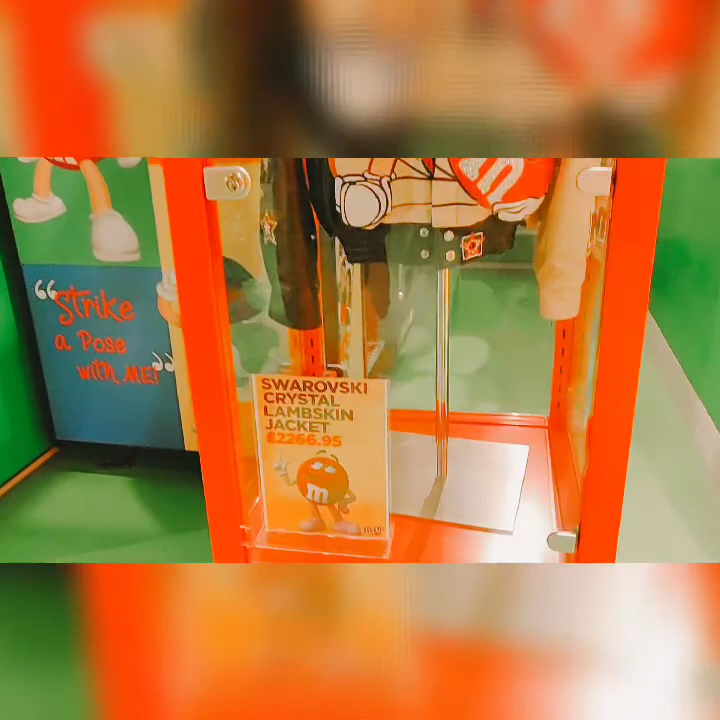 “Strike
a Pose
with ME!”
SWAROVSKI
CRYSTAL
LAMBSKIN
JACKET
£2266.95
m
m